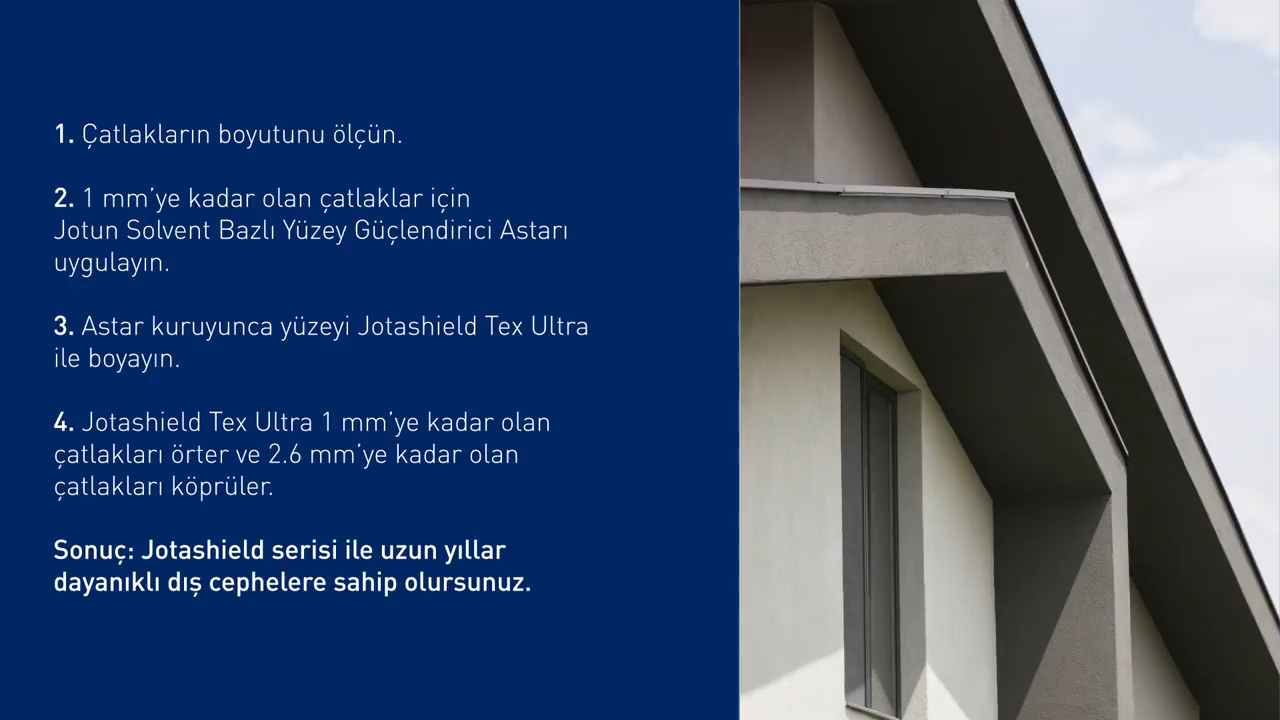 1. Çatlakların boyutunu ölçün.
2. 1 mm’ye kadar olan çatlaklar için
Jotun Solvent Bazlı Yüzey Güçlendirici Astarı
uygulayın.
3. Astar kuruyunca yüzeyi Jotashield Tex Ultra
ile boyayın.
4. Jotashield Tex Ultra 1 mm’ye kadar olan
çatlakları örter ve 2.6 mm’ye kadar olan
çatlakları köprüler.
Sonuç: Jotashield serisi ile uzun yıllar
dayanıklı dış cephelere sahip olursunuz.